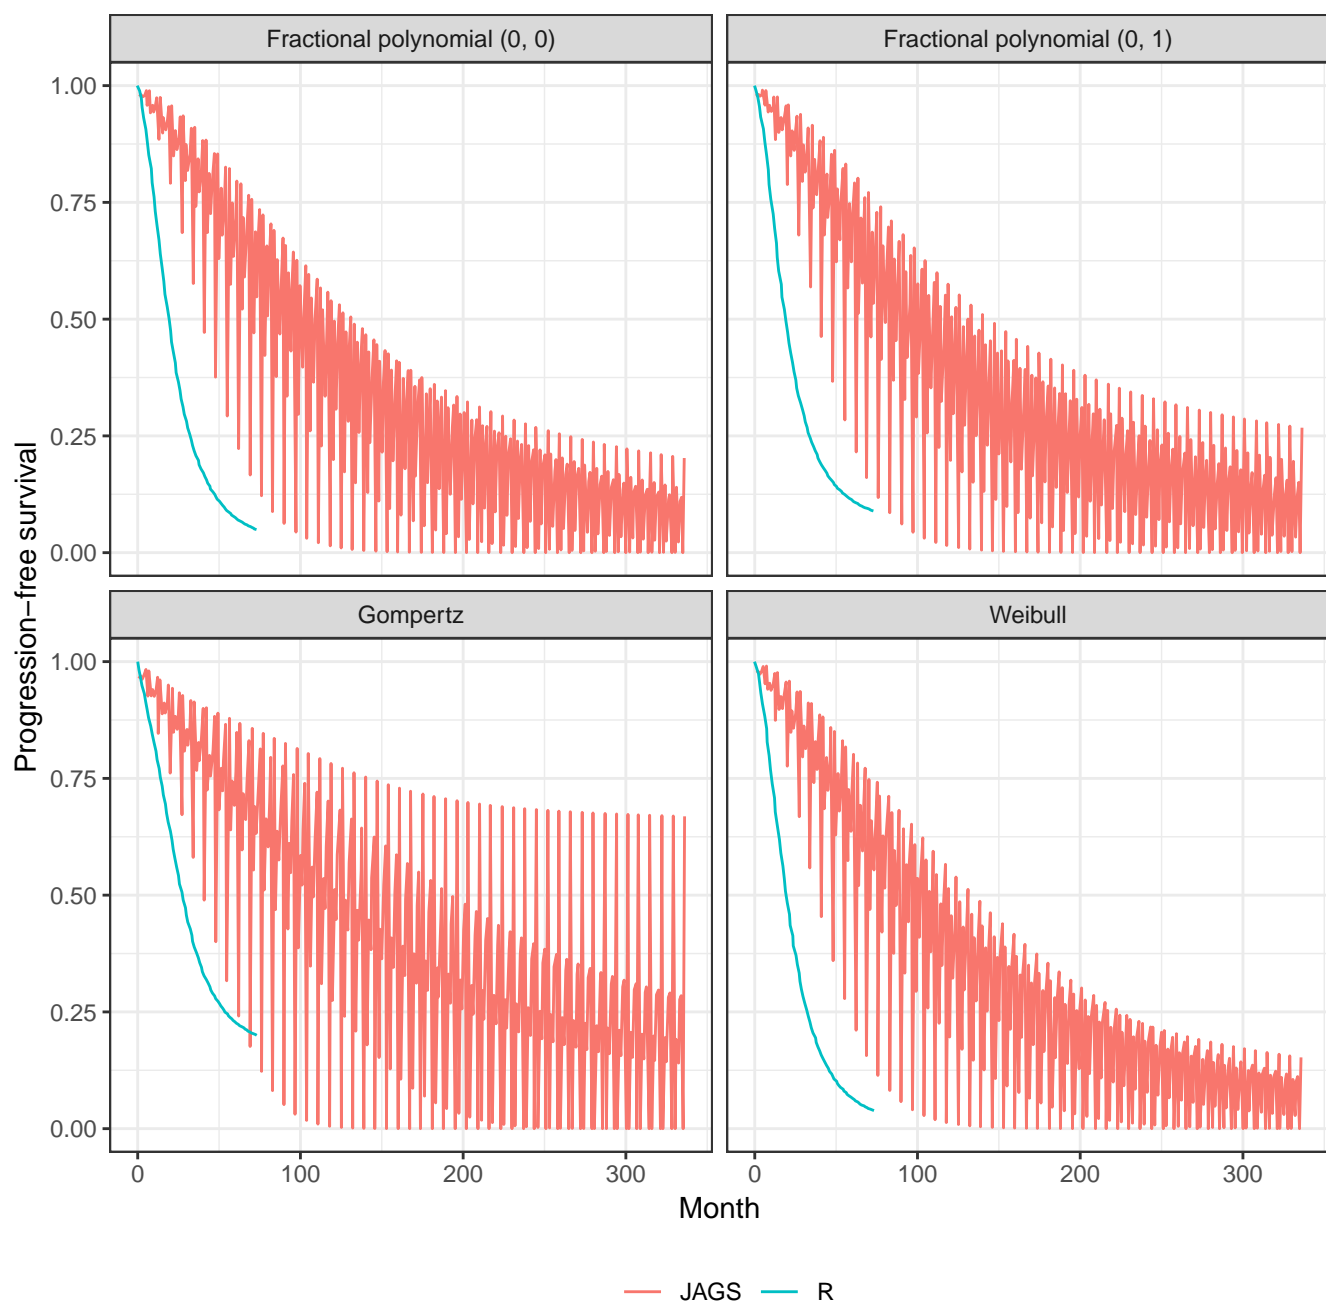 Fractional polynomial (0, 0)
Fractional polynomial (0, 1)
1.00
0.75
0.50
0.25
0.00
Gompertz
Weibull
1.00
0.75
0.50
0.25
0.00
Progression−free survival
0
100
200
300
0
100
200
300
Month
JAGS
R